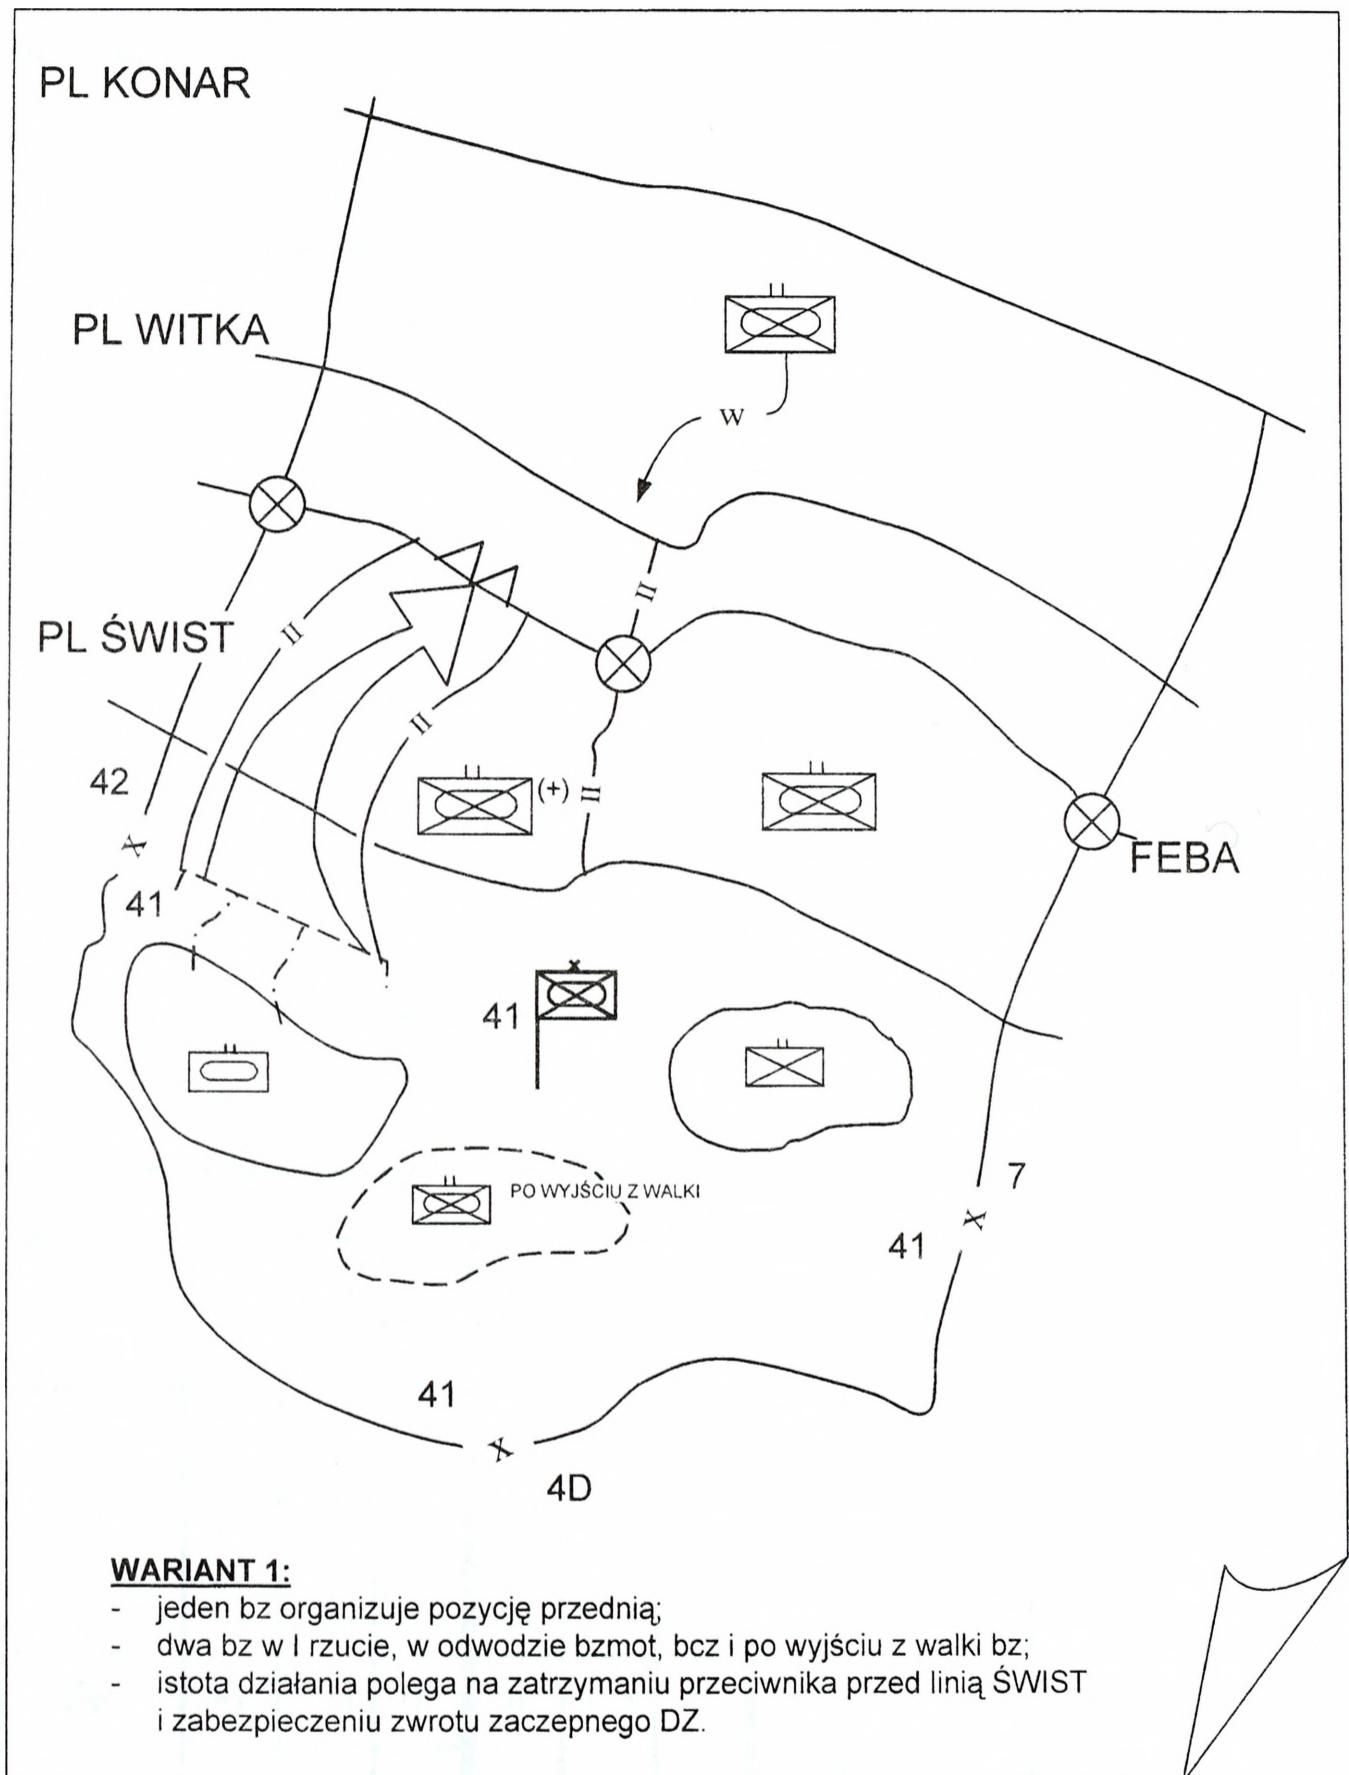 PL KONAR
PL WITKA
W
II
PL ŚWIST
II
II
42
(+)
II
X
FEBA
41
X
41
7
PO WYJŚCIU Z WALKI
X
41
41
X
4D
WARIANT 1:
- jeden bz organizuje pozycję przednią;
- dwa bz w I rzucie, w odwodzie bzmot, bcz i po wyjściu z walki bz;
- istota działania polega na zatrzymaniu przeciwnika przed linią ŚWIST
i zabezpieczeniu zwrotu zaczepnego DZ.